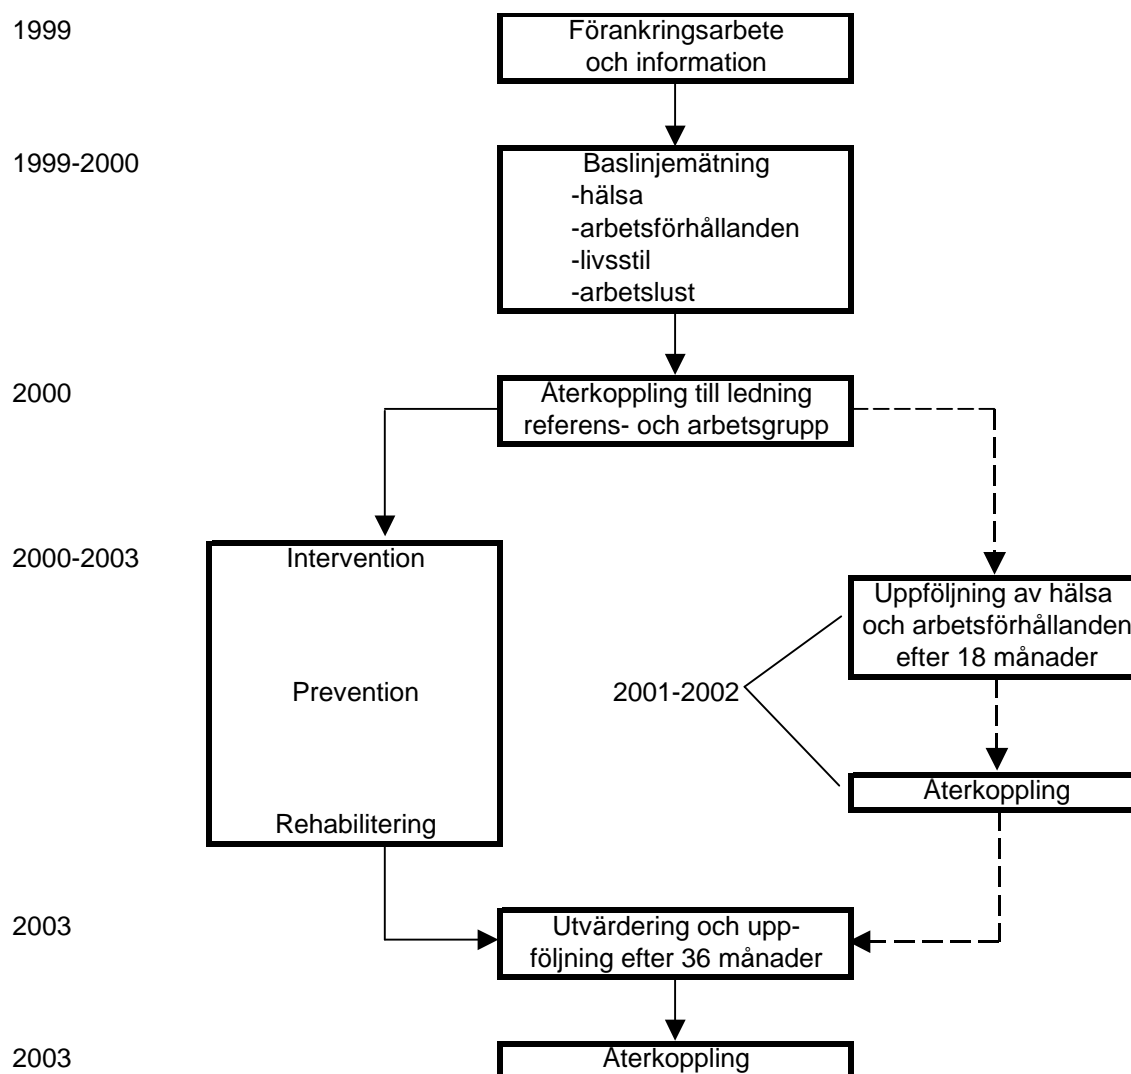 1999
Förankringsarbete
och information
1999-2000
Baslinjemätning
-hälsa
-arbetsförhållanden
-livsstil
-arbetslust
2000
Återkoppling till ledning
referens- och arbetsgrupp
2000-2003
Intervention
Prevention
Rehabilitering
Uppföljning av hälsa
och arbetsförhållanden
efter 18 månader
2001-2002
Återkoppling
2003
Utvärdering och upp-
följning efter 36 månader
2003
Återkoppling